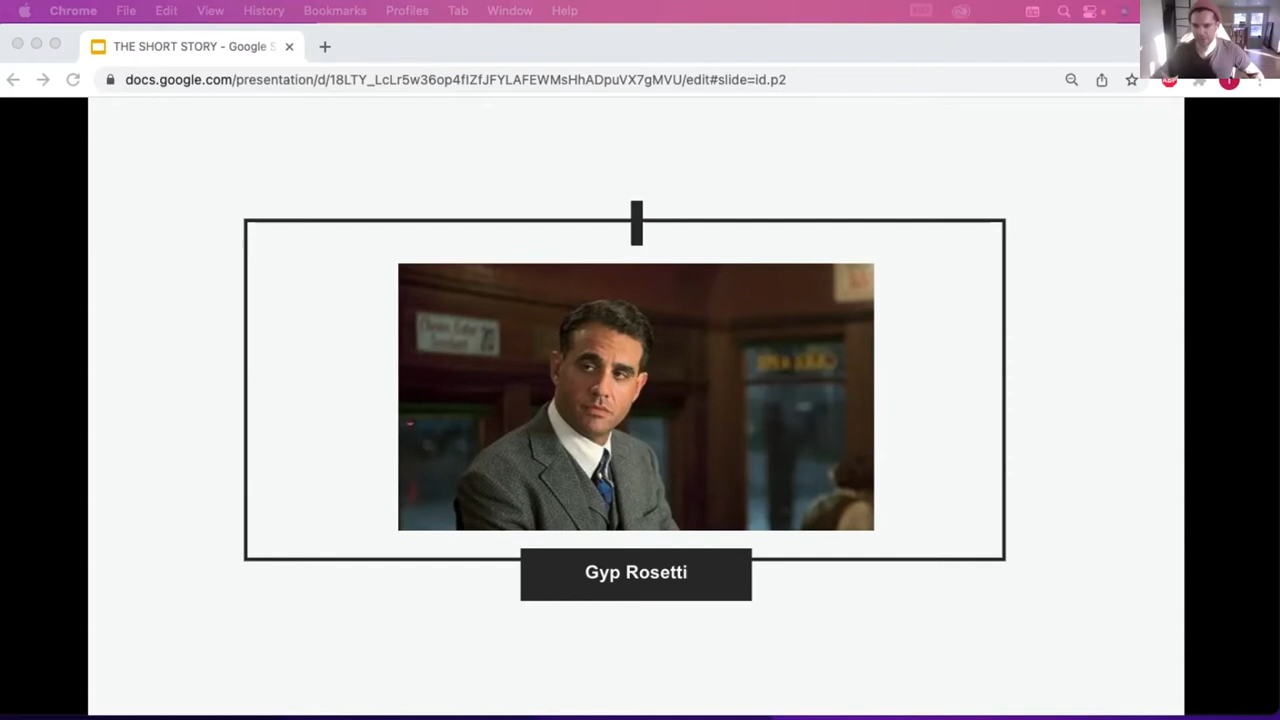 Chrome File Edit View History Bookmarks Profiles Tab Window Help
THE SHORT STORY - Google S
docs.google.com/presentation/d/18LTY_LcLr5w36op4fIZfJFYLAFEWMsHhADpuVX7gMVU/edit#slide=id.p2
Gyp Rosetti